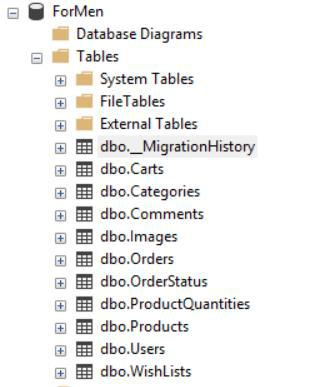 ForMen
Database Diagrams
Tables
System Tables
FileTables
External Tables
dbo.__MigrationHistory
dbo.Carts
dbo.Categories
dbo.Comments
dbo.Images
dbo.Orders
dbo.OrderStatus
dbo.ProductQuantities
dbo.Products
dbo.Users
dbo.WishLists